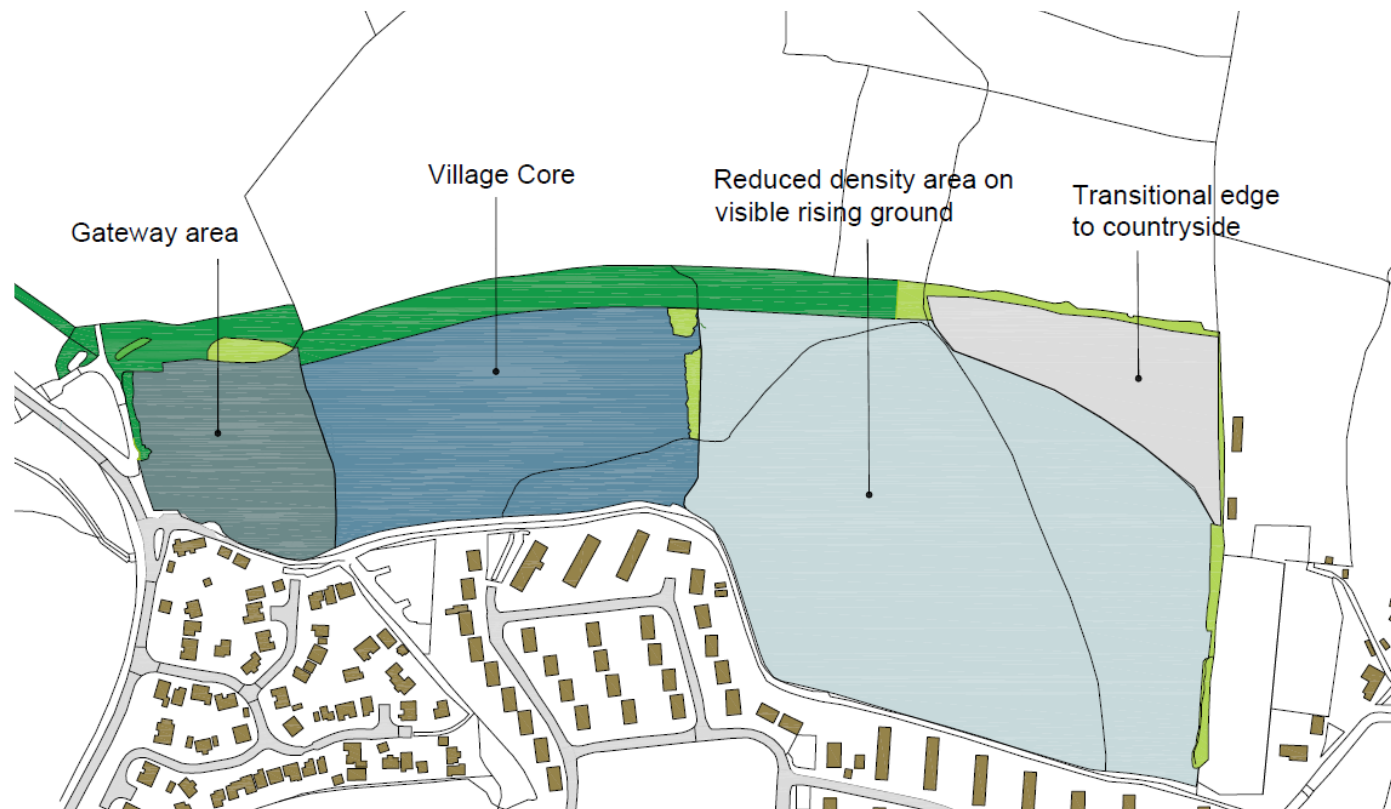 Gateway area
Village Core
Reduced density area on
visible rising ground
Transitional edge
to countryside